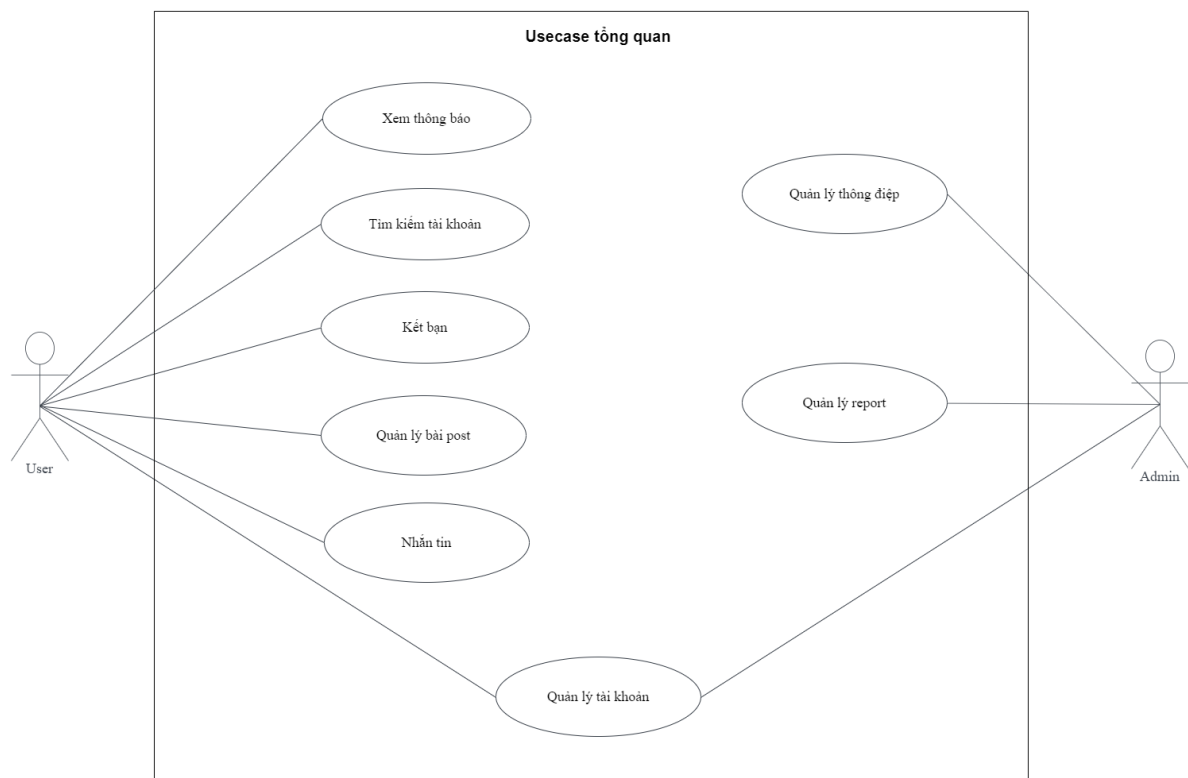 Usecase tổng quan
Xem thông báo
Quản lý thông điệp
Tìm kiếm tài khoản
Kết bạn
Quản lý report
Quản lý bài post
User
Admin
Nhắn tin
Quản lý tài khoản